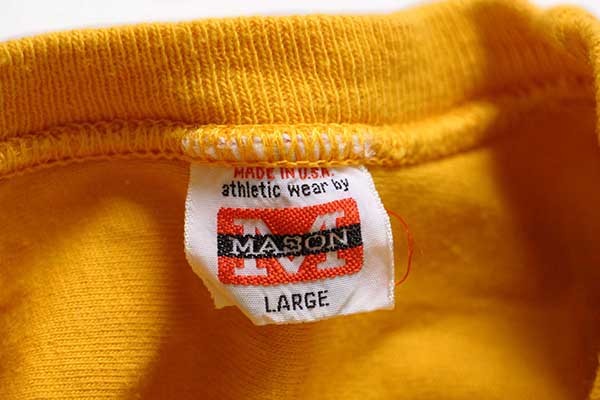 MADE IN U.S.A.
athletic wear by
M
MASON
LARGE